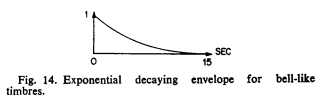 1
SEC
0
15
Fig. 14. Exponential decaying envelope for bell-like
timbres.